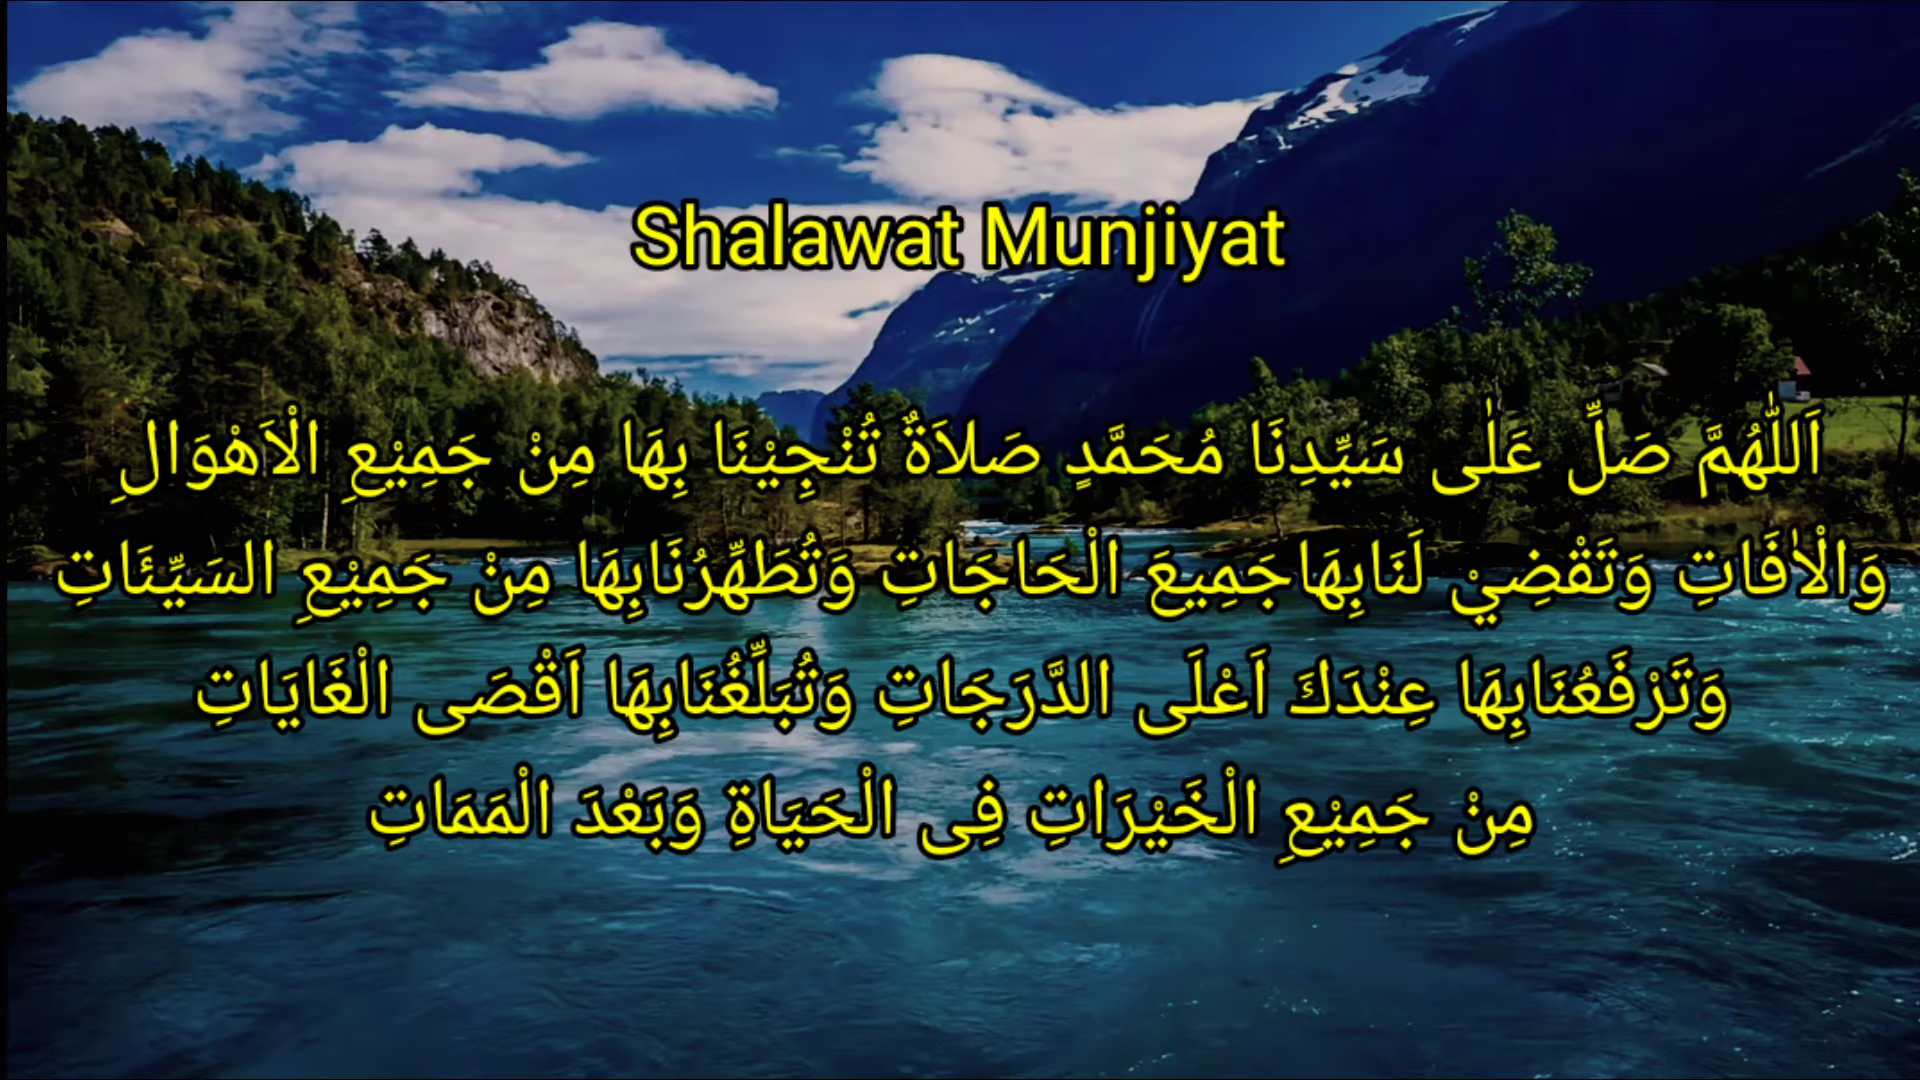 Shalawat Munjiyat
اَللّٰهُمَّ صَلِّ عَلٰى سَيِّدِنَا مُحَمَّدٍ صَلاَةٌ تُنْجِيْنَا بِهَا مِنْ جَمِيْعِ الْاَهْوَالِ
وَالْاٰفَاتِ وَتَقْضِيْ لَنَابِهَاجَمِيعَ الْحَاجَاتِ وَتُطَهِّرُنَابِهَا مِنْ جَمِيْعِ السَيِّئَاتِ
وَتَرْفَعُنَابِهَا عِنْدَكَ اَعْلَى الدَّرَجَاتِ وَتُبَلِّغُنَابِهَا اَقْصَى الْغَايَاتِ
مِنْ جَمِيْعِ الْخَيْرَاتِ فِى الْحَيَاةِ وَبَعْدَ الْمَمَاتِ